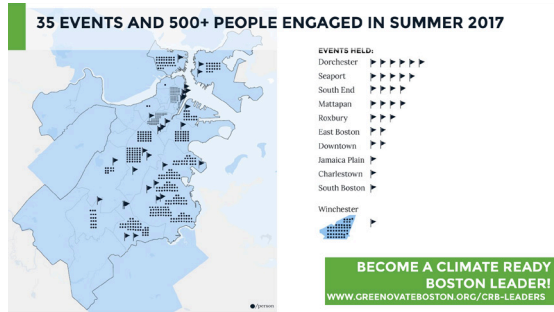 35 EVENTS AND 500+ PEOPLE ENGAGED IN SUMMER 2017
EVENTS HELD:
Dorchester
Seaport
South End
Mattapan
Roxbury
East Boston
Downtown
Jamaica Plain
Charlestown
South Boston
Winchester
●/person
BECOME A CLIMATE READY
BOSTON LEADER!
WWW.GREENOVATEBOSTON.ORG/CRB-LEADERS